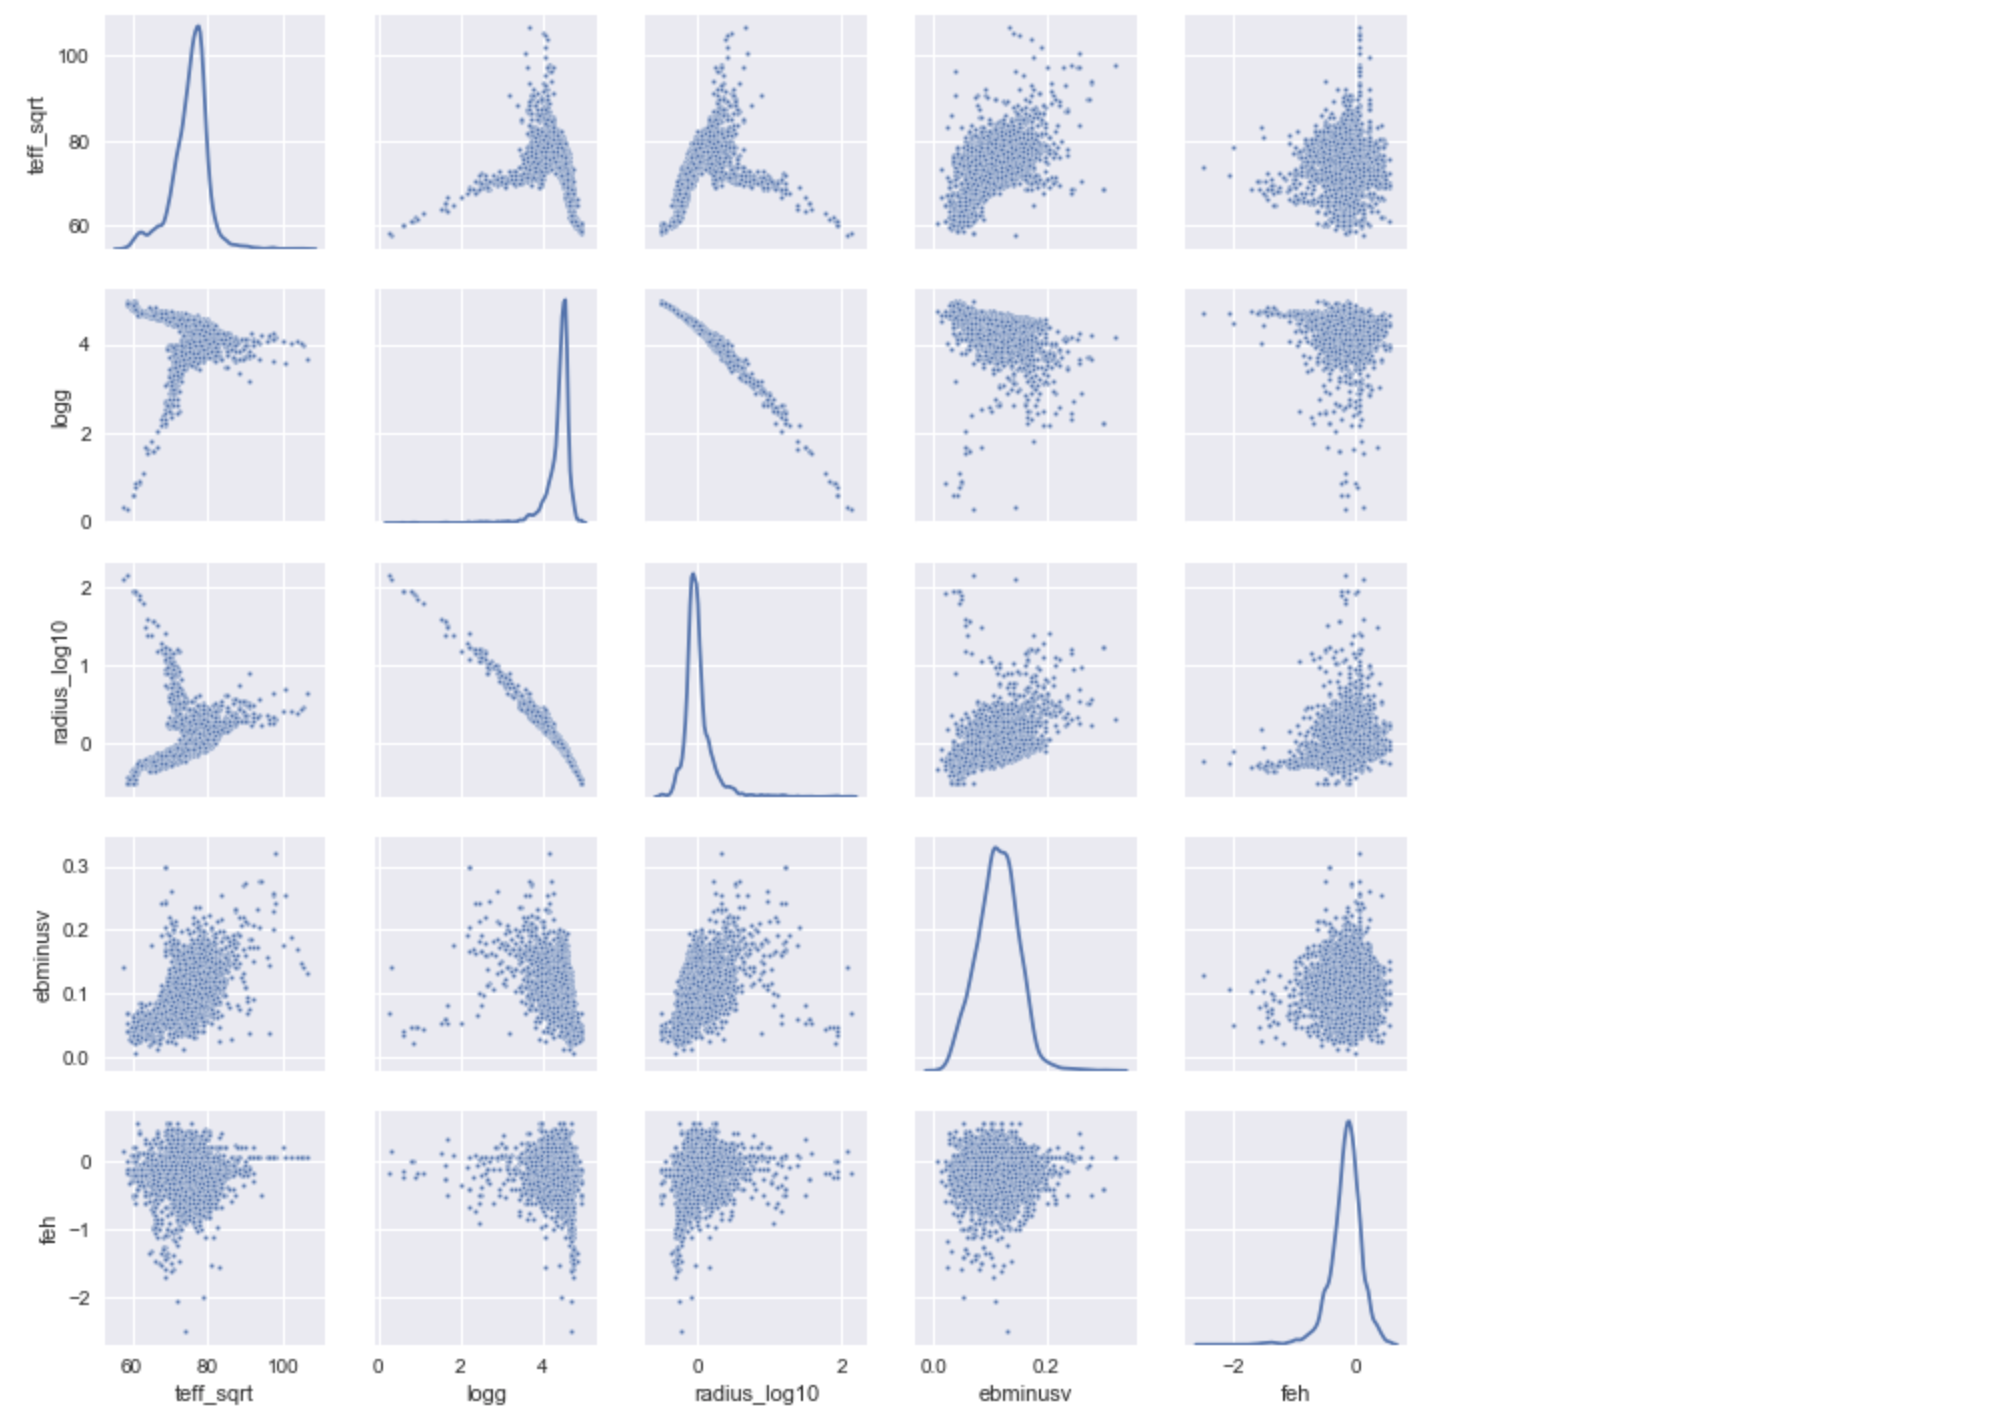 100
80
60
teff_sqrt
4
2
0
logg
2
1
0
radius_log10
0.3
0.2
0.1
0.0
ebminusv
0
−1
−2
feh
60 80 100 0 2 4 0 2 0.0 0.2 −2 0
teff_sqrt logg radius_log10 ebminusv feh